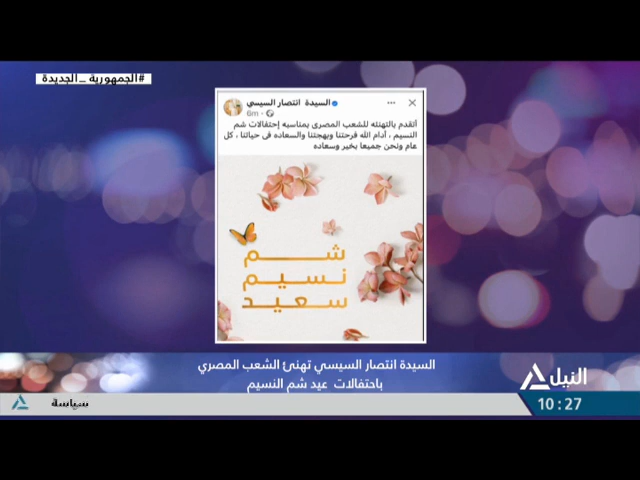 #الجمهورية_الجديدة
السيدة انتصار السيسي
6m
أتقدم بالتهنئه للشعب المصرى بمناسبه إحتفالات شم
النسيم ، أدام الله فرحتنا وبهجتنا والسعاده فى حياتنا ، كل
عام ونحن جميعا بخير وسعاده
شم
نسيم
سعيد
السيدة انتصار السيسي تهنئ الشعب المصري
باحتفالات عيد شم النسيم
النيل
سياسة
10:27